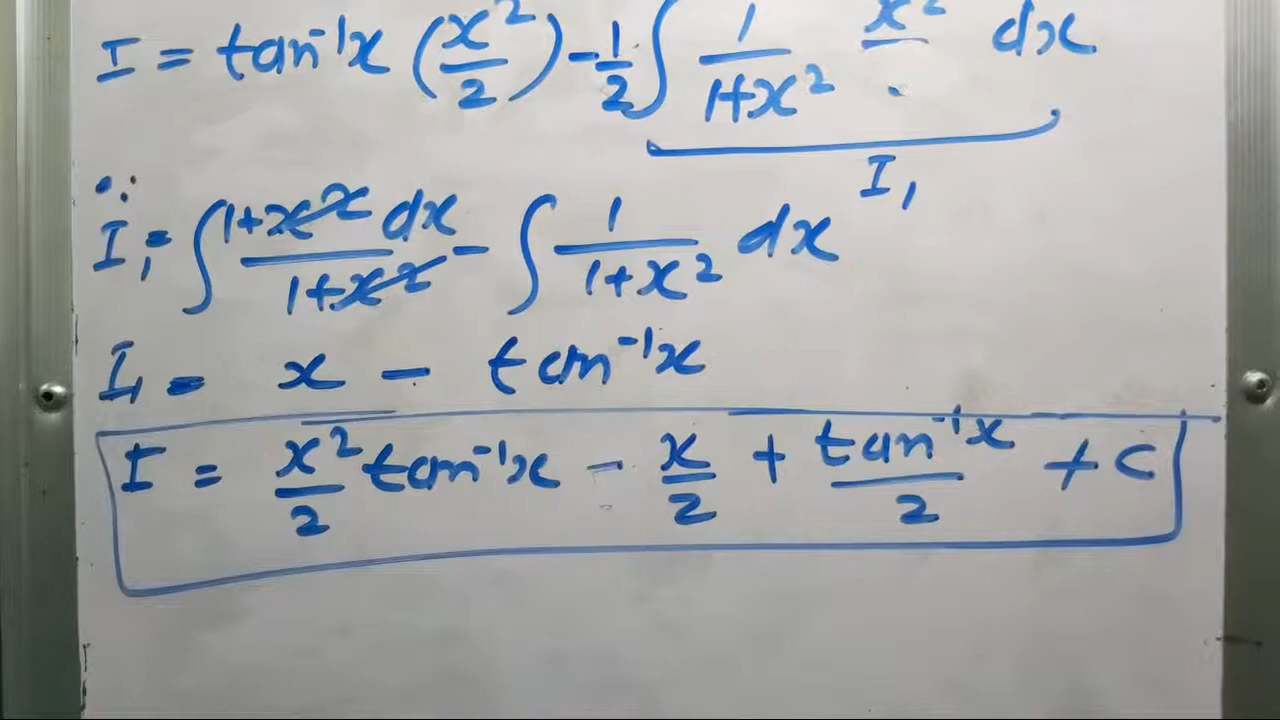 I = tan⁻¹x (x²/2) - 1/2 ∫ 1/(1+x²) x² dx
I₁
∴ I₁ = ∫ (1+x²)/(1+x²) dx - ∫ 1/(1+x²) dx
I₁ = x - tan⁻¹x
I = x²/2 tan⁻¹x - x/2 + tan⁻¹x/2 + C